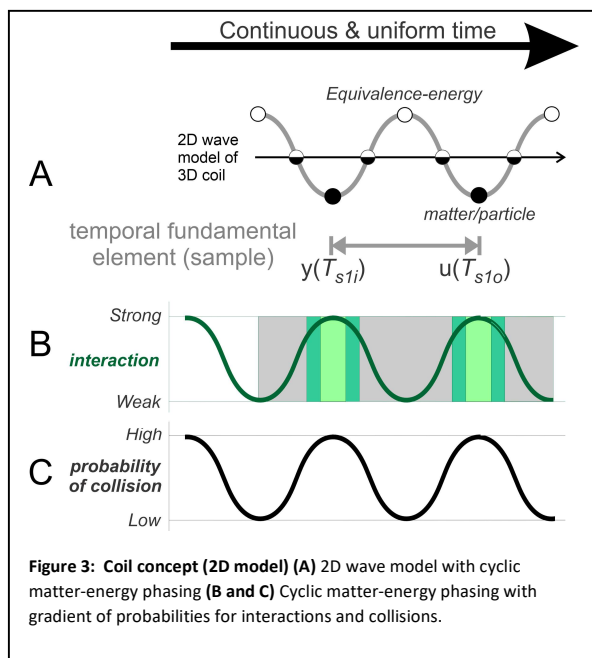 Continuous & uniform time
Equivalence-energy
2D wave
model of
3D coil
A
matter/particle
temporal fundamental
element (sample)
y(Ts1i)
u(Ts1o)
Strong
B
interaction
Weak
High
C
probability
of collision
Low
Figure 3: Coil concept (2D model) (A) 2D wave model with cyclic
matter-energy phasing (B and C) Cyclic matter-energy phasing with
gradient of probabilities for interactions and collisions.